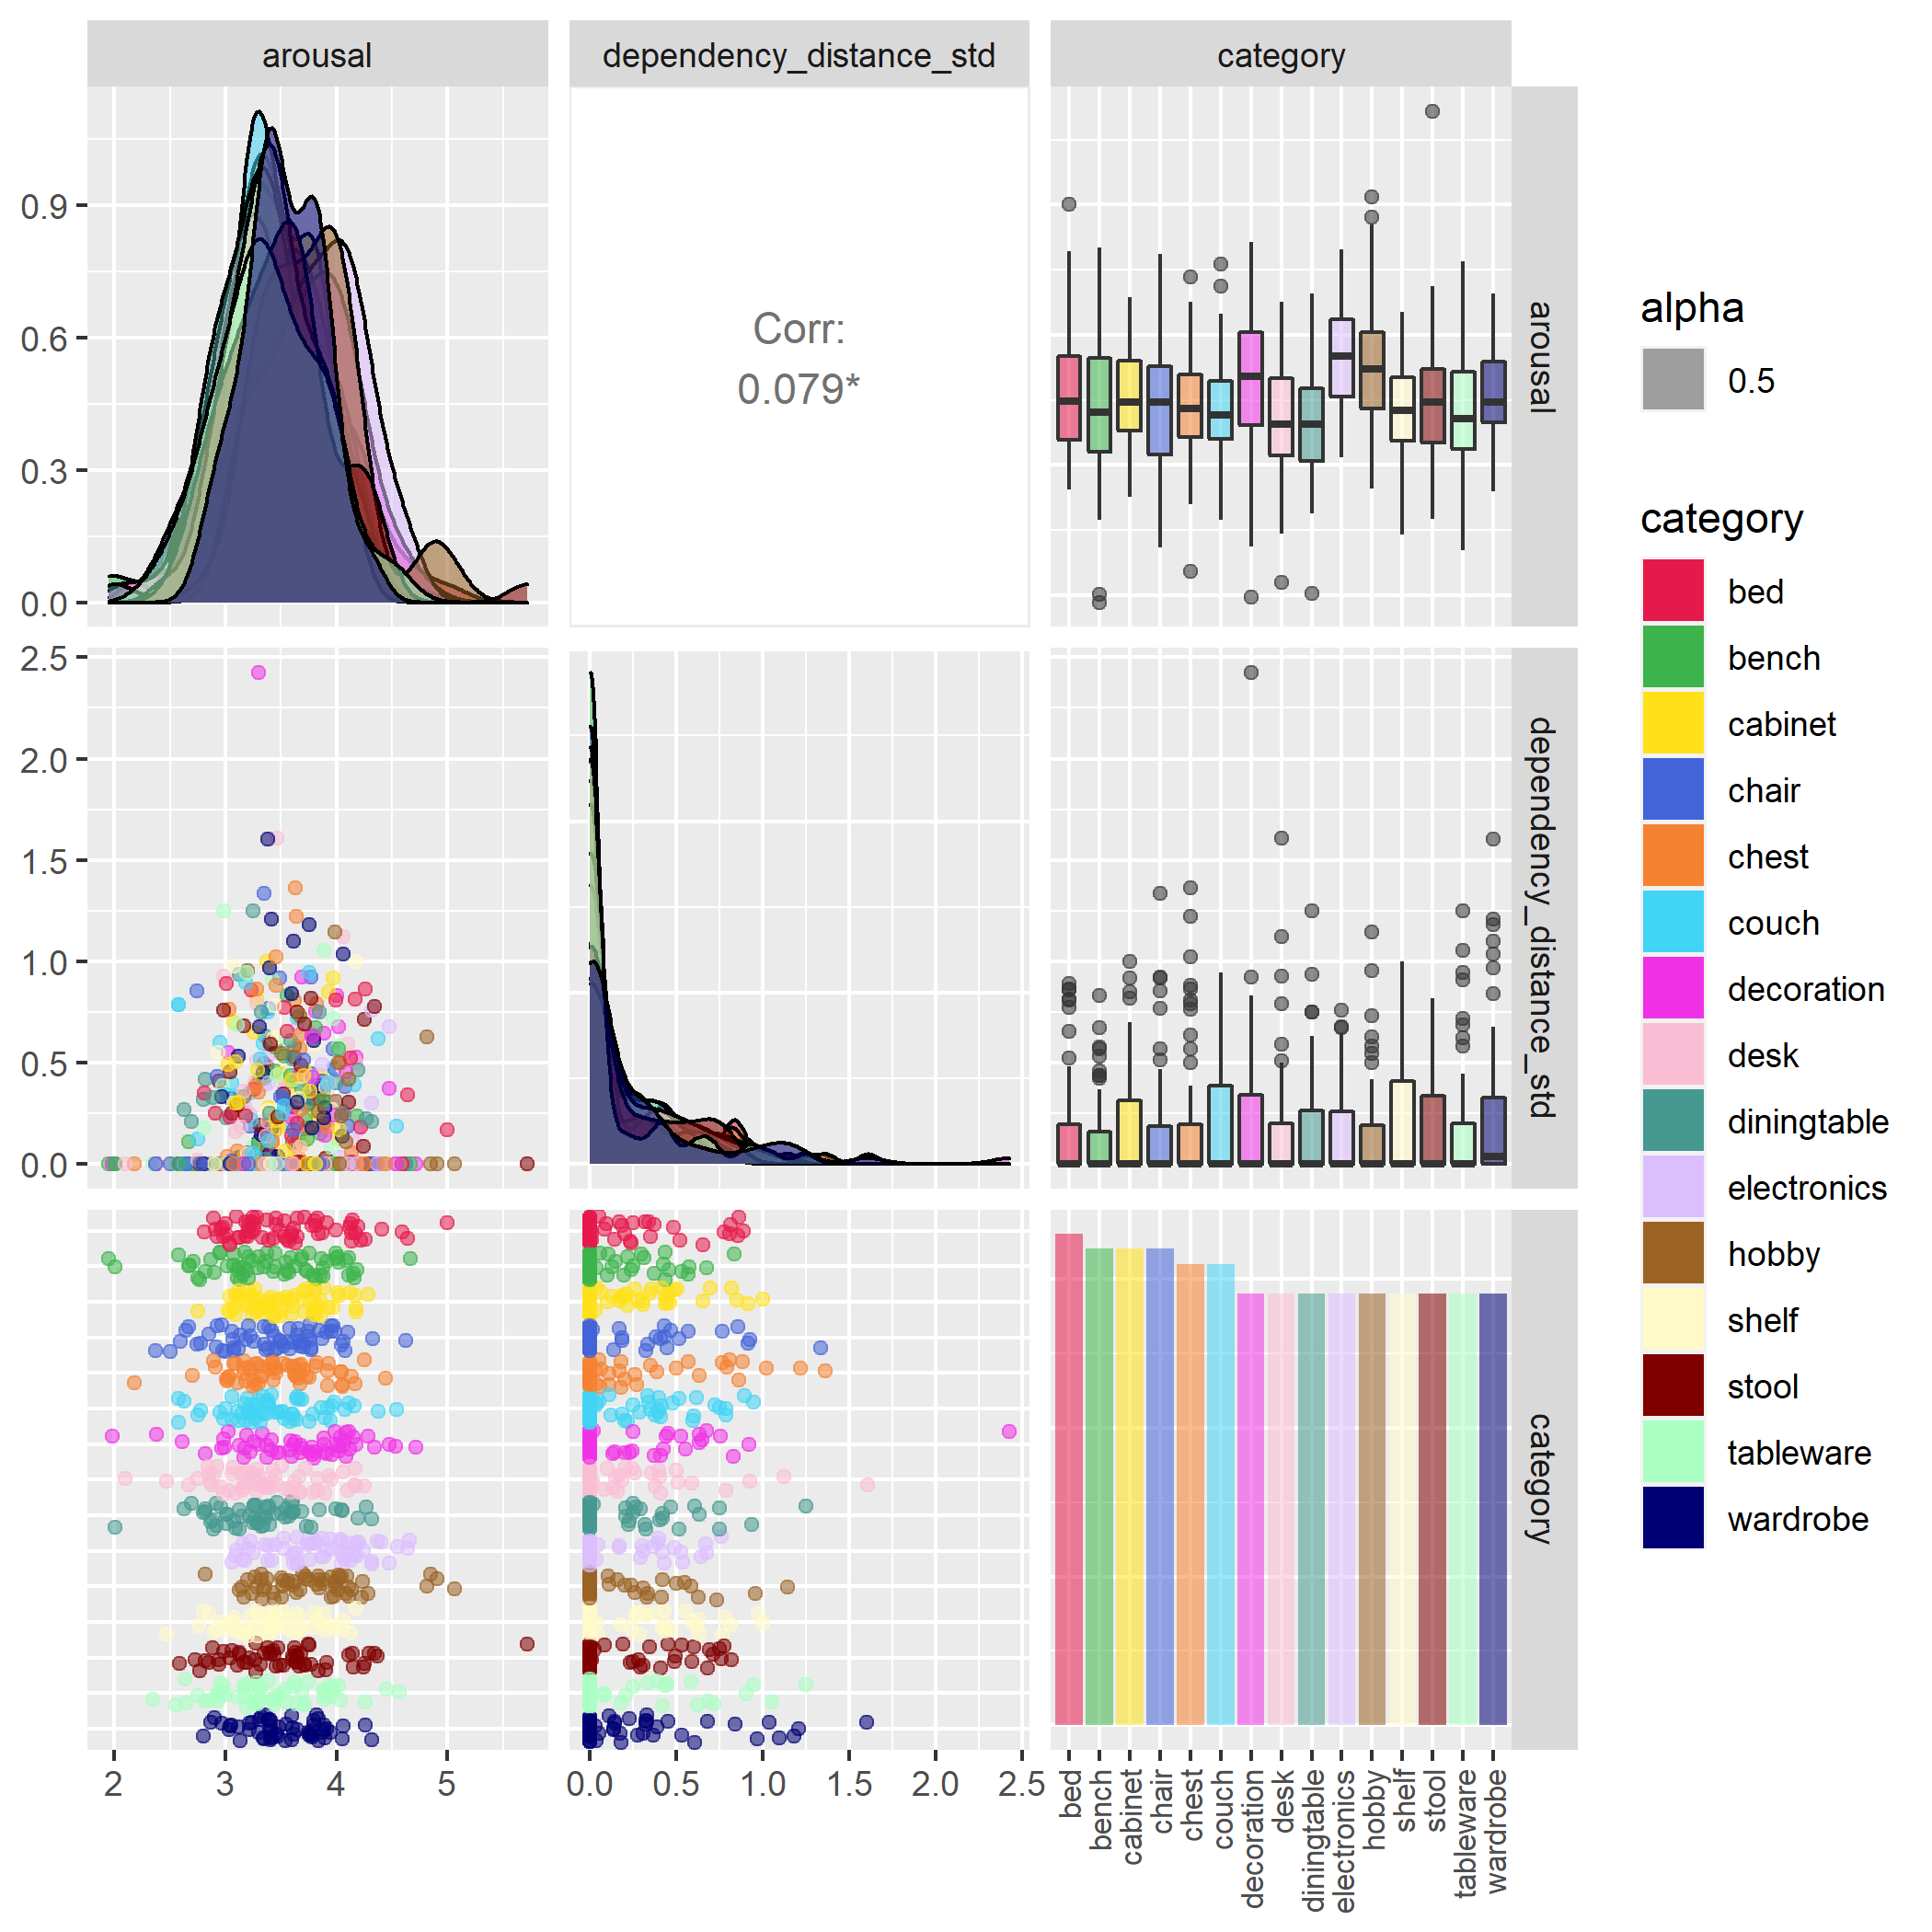 arousal
dependency_distance_std
category
0.9
0.6
0.3
0.0
Corr:
0.079*
arousal
2.5
2.0
1.5
1.0
0.5
0.0
dependency_distance_std
category
2
3
4
5
0.0
0.5
1.0
1.5
2.0
2.5
bed
bench
cabinet
chair
chest
couch
decoration
desk
diningtable
electronics
hobby
shelf
stool
tableware
wardrobe
alpha
0.5
category
bed
bench
cabinet
chair
chest
couch
decoration
desk
diningtable
electronics
hobby
shelf
stool
tableware
wardrobe